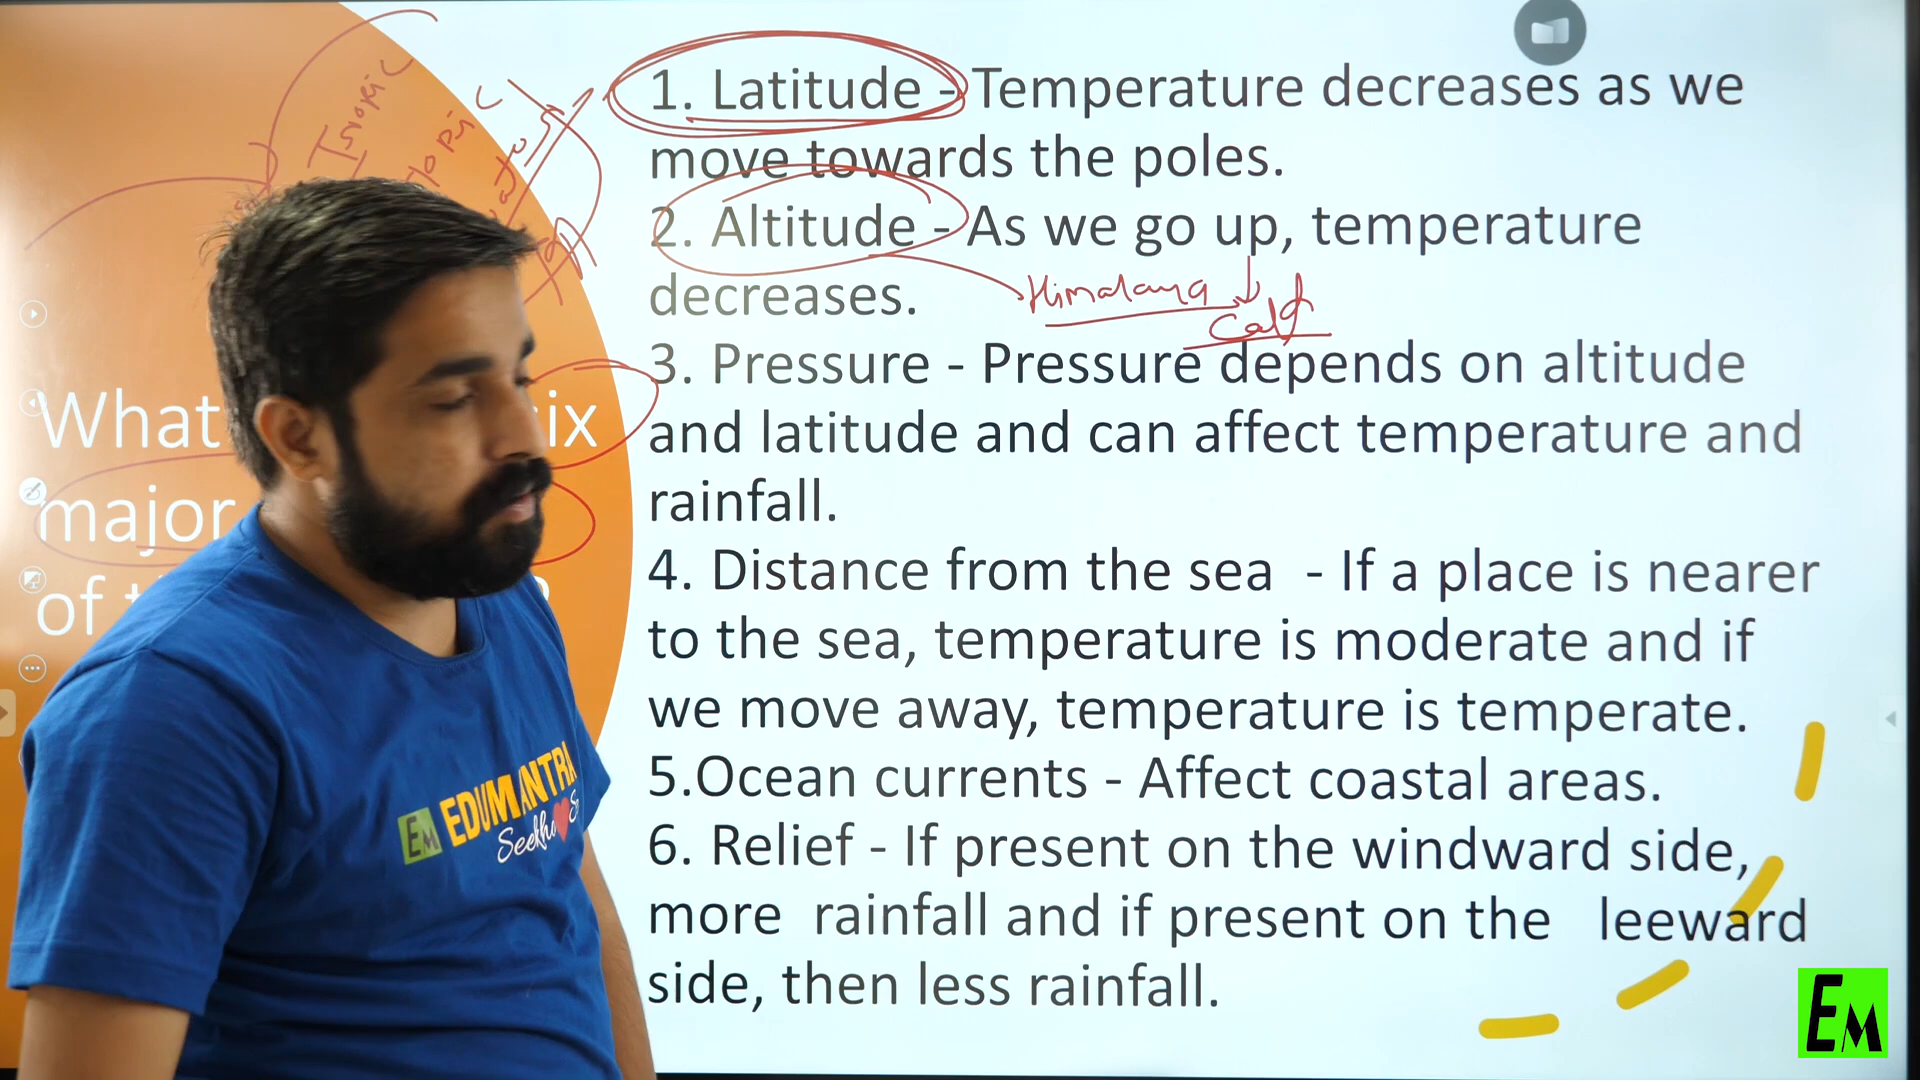 Tropic
What six
major
of
1. Latitude - Temperature decreases as we
move towards the poles.
2. Altitude - As we go up, temperature
decreases.
Himalaya
Cold
3. Pressure - Pressure depends on altitude
and latitude and can affect temperature and
rainfall.
4. Distance from the sea - If a place is nearer
to the sea, temperature is moderate and if
we move away, temperature is temperate.
5.Ocean currents - Affect coastal areas.
6. Relief - If present on the windward side,
more rainfall and if present on the leeward
side, then less rainfall.
EM EDUMANTRA
EM